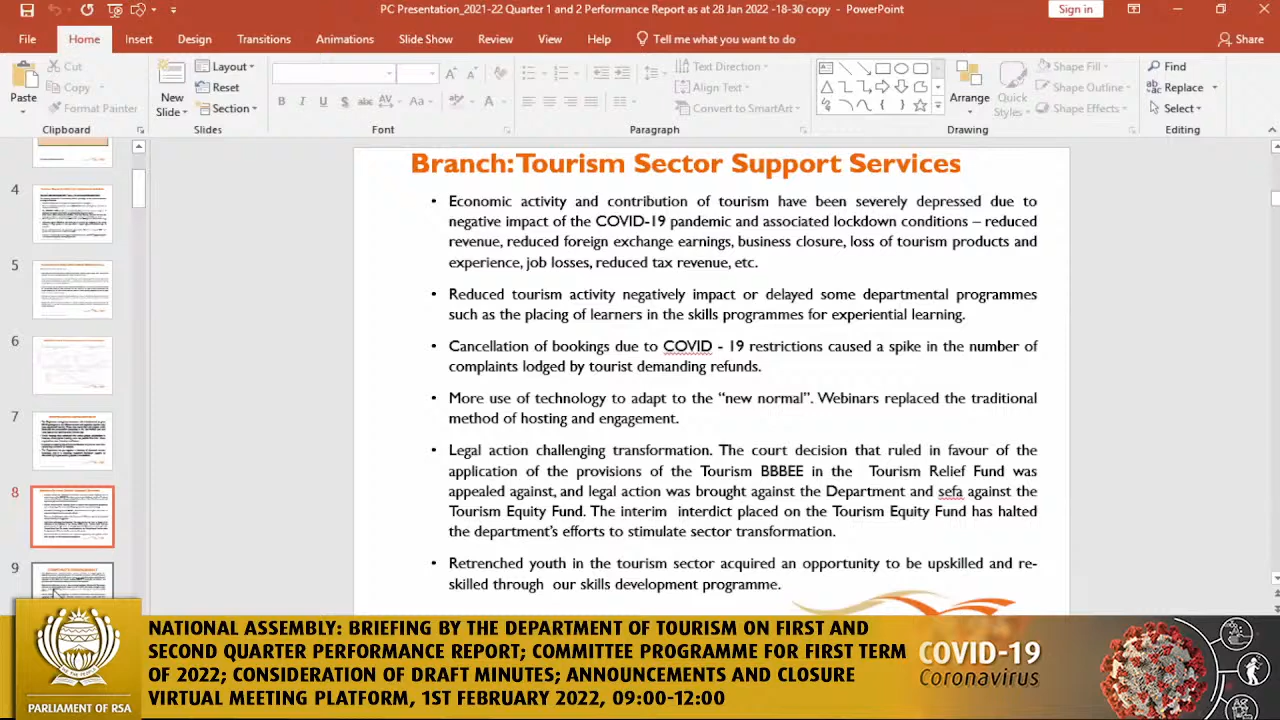 PC Presentation_2021-22 Quarter 1 and 2 Performance Report as at 28 Jan 2022 -18-30 copy - PowerPoint
Sign in
File Home Insert Design Transitions Animations Slide Show Review View Help Tell me what you want to do Share
Cut
Copy
Format Painter
Paste
Clipboard
New Slide
Layout
Reset
Section
Slides
Font
Text Direction
Align Text
Convert to SmartArt
Paragraph
Arrange
Quick Styles
Shape Fill
Shape Outline
Shape Effects
Drawing
Find
Replace
Select
Editing
4
5
6
7
9
Branch: Tourism Sector Support Services
• Economic activity and contribution of tourism have been severely decreased due to
negative impact of the COVID-19 pandemic and associated lockdown conditions – reduced
revenue, reduced foreign exchange earnings, business closure, loss of tourism products and
experience, job losses, reduced tax revenue, etc.
• Reduced tourism activity negatively impact or delayed some departmental programmes
such as the placing of learners in the skills programmes for experiential learning.
• Cancellation of bookings due to COVID - 19 restrictions caused a spike in the number of
complaints lodged by tourist demanding refunds.
• More use of technology to adapt to the “new normal”. Webinars replaced the traditional
method of hosting and engagement.
• Legal action challenging transformation. The court decision that ruled in favour of the
application of the provisions of the Tourism BBBEE in the Tourism Relief Fund was
appealed against, and legal action was brought against the Department and sefa against the
Tourism Equity Fund. The interim interdict placed on the Tourism Equity Fund has halted
the department’s efforts to stimulate sector transformation.
• Retrained youth in the tourism sector acquired an opportunity to be upskilled and re-
skilled through our skills development programme.
PARLIAMENT OF RSA
NATIONAL ASSEMBLY: BRIEFING BY THE DEPARTMENT OF TOURISM ON FIRST AND
SECOND QUARTER PERFORMANCE REPORT; COMMITTEE PROGRAMME FOR FIRST TERM
OF 2022; CONSIDERATION OF DRAFT MINUTES; ANNOUNCEMENTS AND CLOSURE
VIRTUAL MEETING PLATFORM, 1ST FEBRUARY 2022, 09:00-12:00
COVID-19
Coronavirus